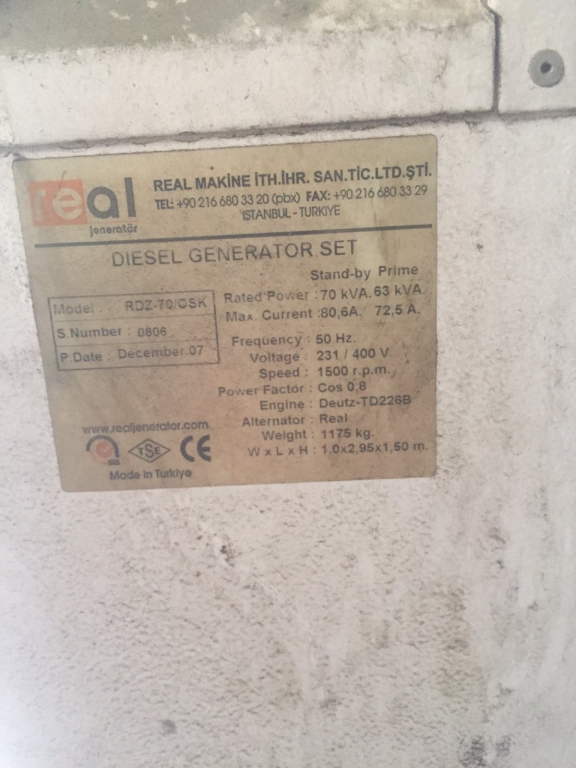 real
jeneratör
REAL MAKİNE İTH.İHR. SAN.TİC.LTD.ŞTİ.
TEL: +90 216 680 33 20 (pbx) FAX: +90 216 680 33 29
ISTANBUL - TURKIYE
DIESEL GENERATOR SET
Model : RDZ-70/GSK
S.Number : 0806
P.Date : December.07
Stand-by Prime
Rated Power : 70 kVA. 63 kVA.
Max. Current : 80,6A. 72,5 A.
Frequency : 50 Hz.
Voltage : 231 / 400 V.
Speed : 1500 r.p.m.
Power Factor : Cos 0,8
Engine : Deutz-TD226B
Alternator : Real
Weight : 1175 kg.
W x L x H : 1,0x2,95x1,50 m.
www.realjenerator.com
TSE CE
Made in Turkiye